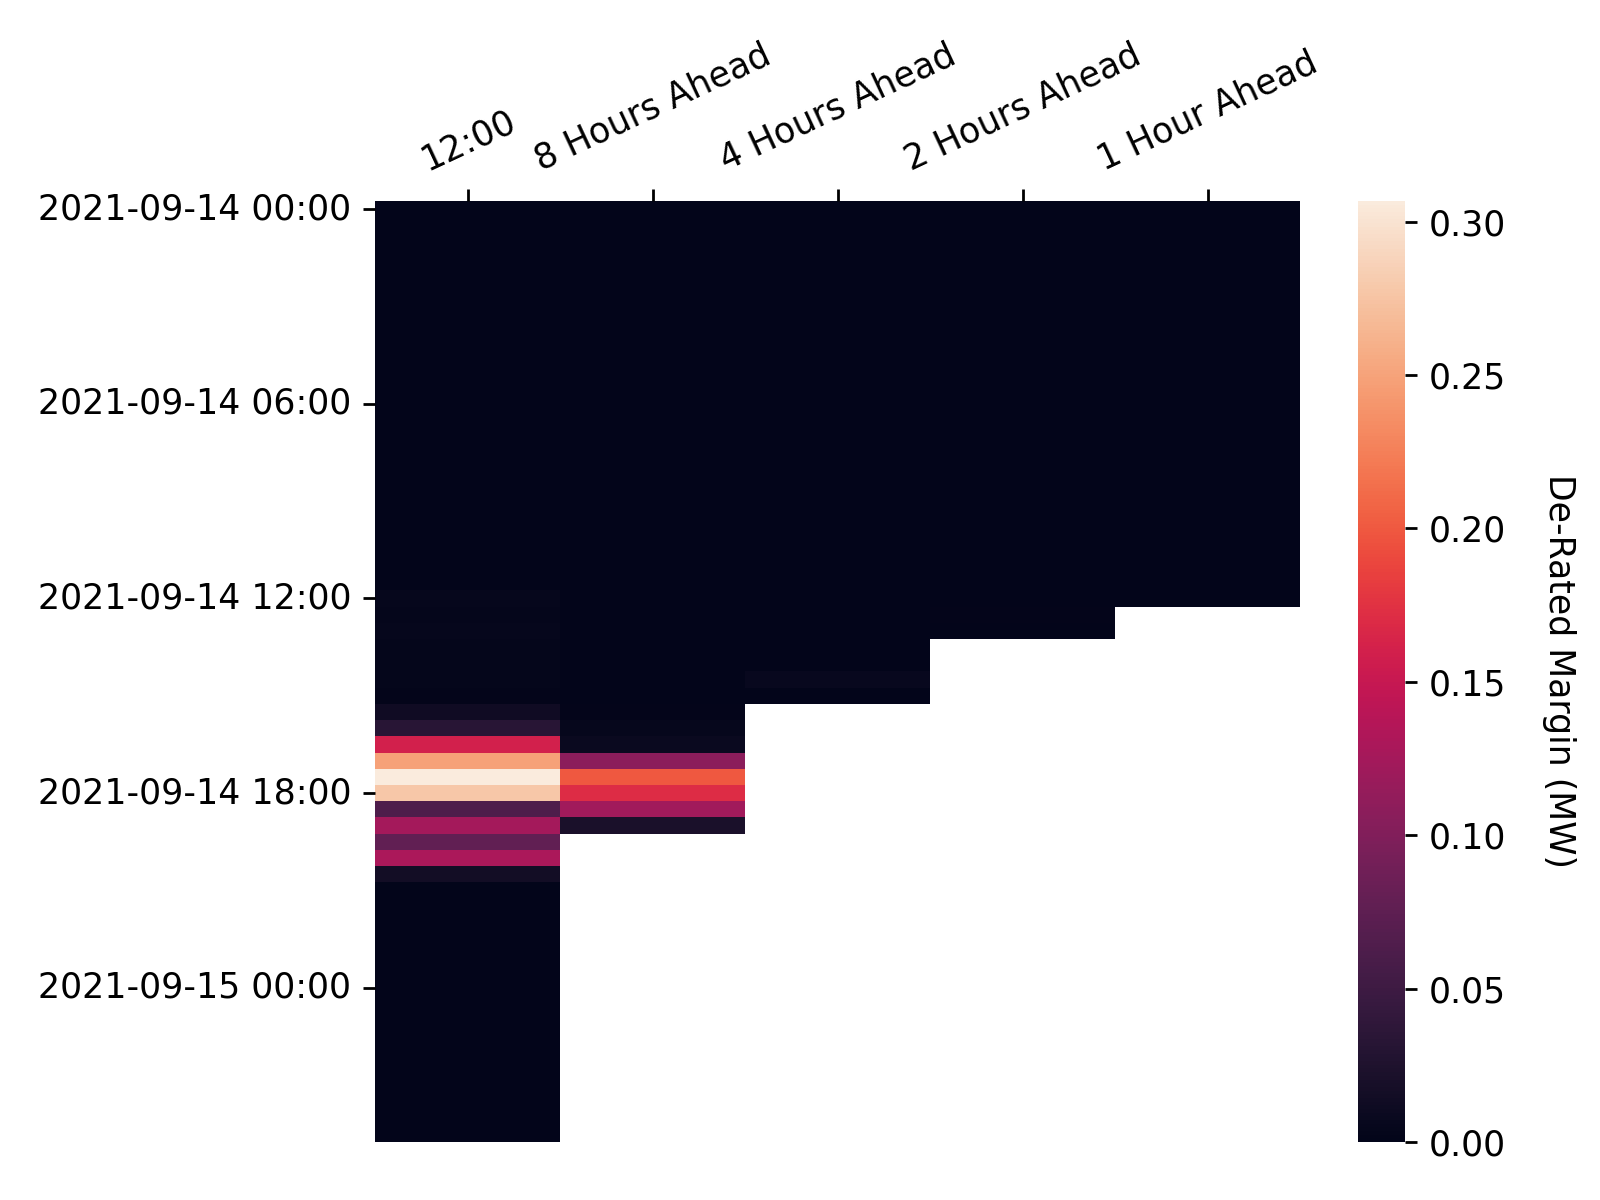 12:00
8 Hours Ahead
4 Hours Ahead
2 Hours Ahead
1 Hour Ahead
2021-09-14 00:00
2021-09-14 06:00
2021-09-14 12:00
2021-09-14 18:00
2021-09-15 00:00
0.30
0.25
0.20
0.15
0.10
0.05
0.00
De-Rated Margin (MW)